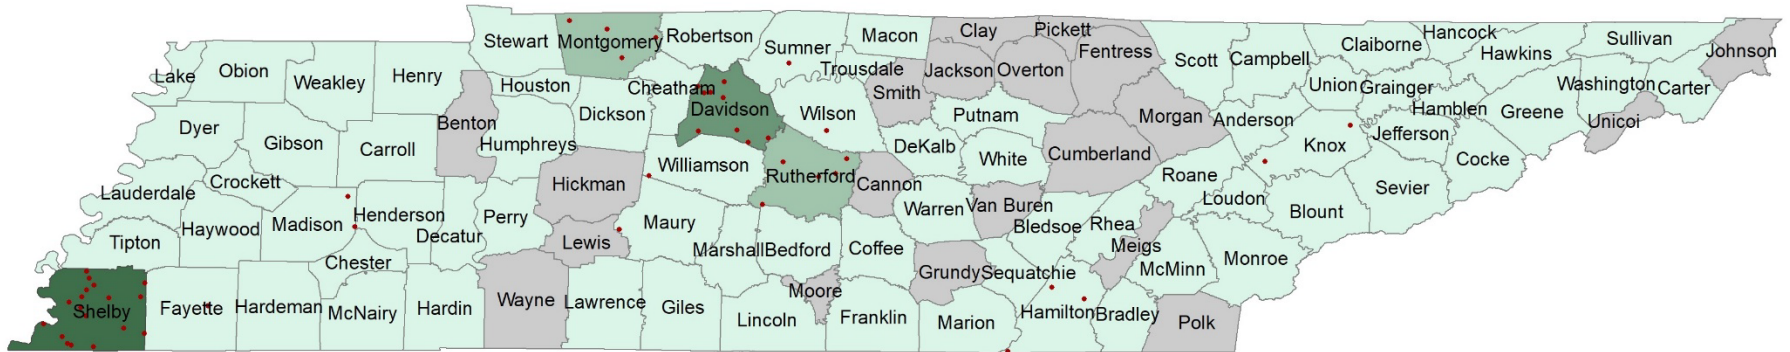 Lake
Obion
Weakley
Henry
Stewart
Montgomery
Robertson
Sumner
Macon
Trousdale
Clay
Pickett
Fentress
Jackson
Overton
Smith
Scott
Campbell
Claiborne
Hancock
Hawkins
Sullivan
Johnson
Union
Grainger
Hamblen
Washington
Carter
Greene
Unicoi
Dyer
Gibson
Carroll
Benton
Houston
Humphreys
Dickson
Cheatham
Davidson
Wilson
DeKalb
Putnam
White
Cumberland
Morgan
Anderson
Knox
Jefferson
Cocke
Sevier
Lauderdale
Crockett
Haywood
Madison
Henderson
Decatur
Perry
Hickman
Lewis
Williamson
Maury
Rutherford
Cannon
Warren
Van Buren
Bledsoe
Rhea
Meigs
Roane
Loudon
Blount
Monroe
McMinn
Tipton
Shelby
Fayette
Hardeman
McNairy
Chester
Hardin
Wayne
Lawrence
Giles
Marshall
Bedford
Moore
Lincoln
Coffee
Franklin
Grundy
Sequatchie
Marion
Hamilton
Bradley
Polk